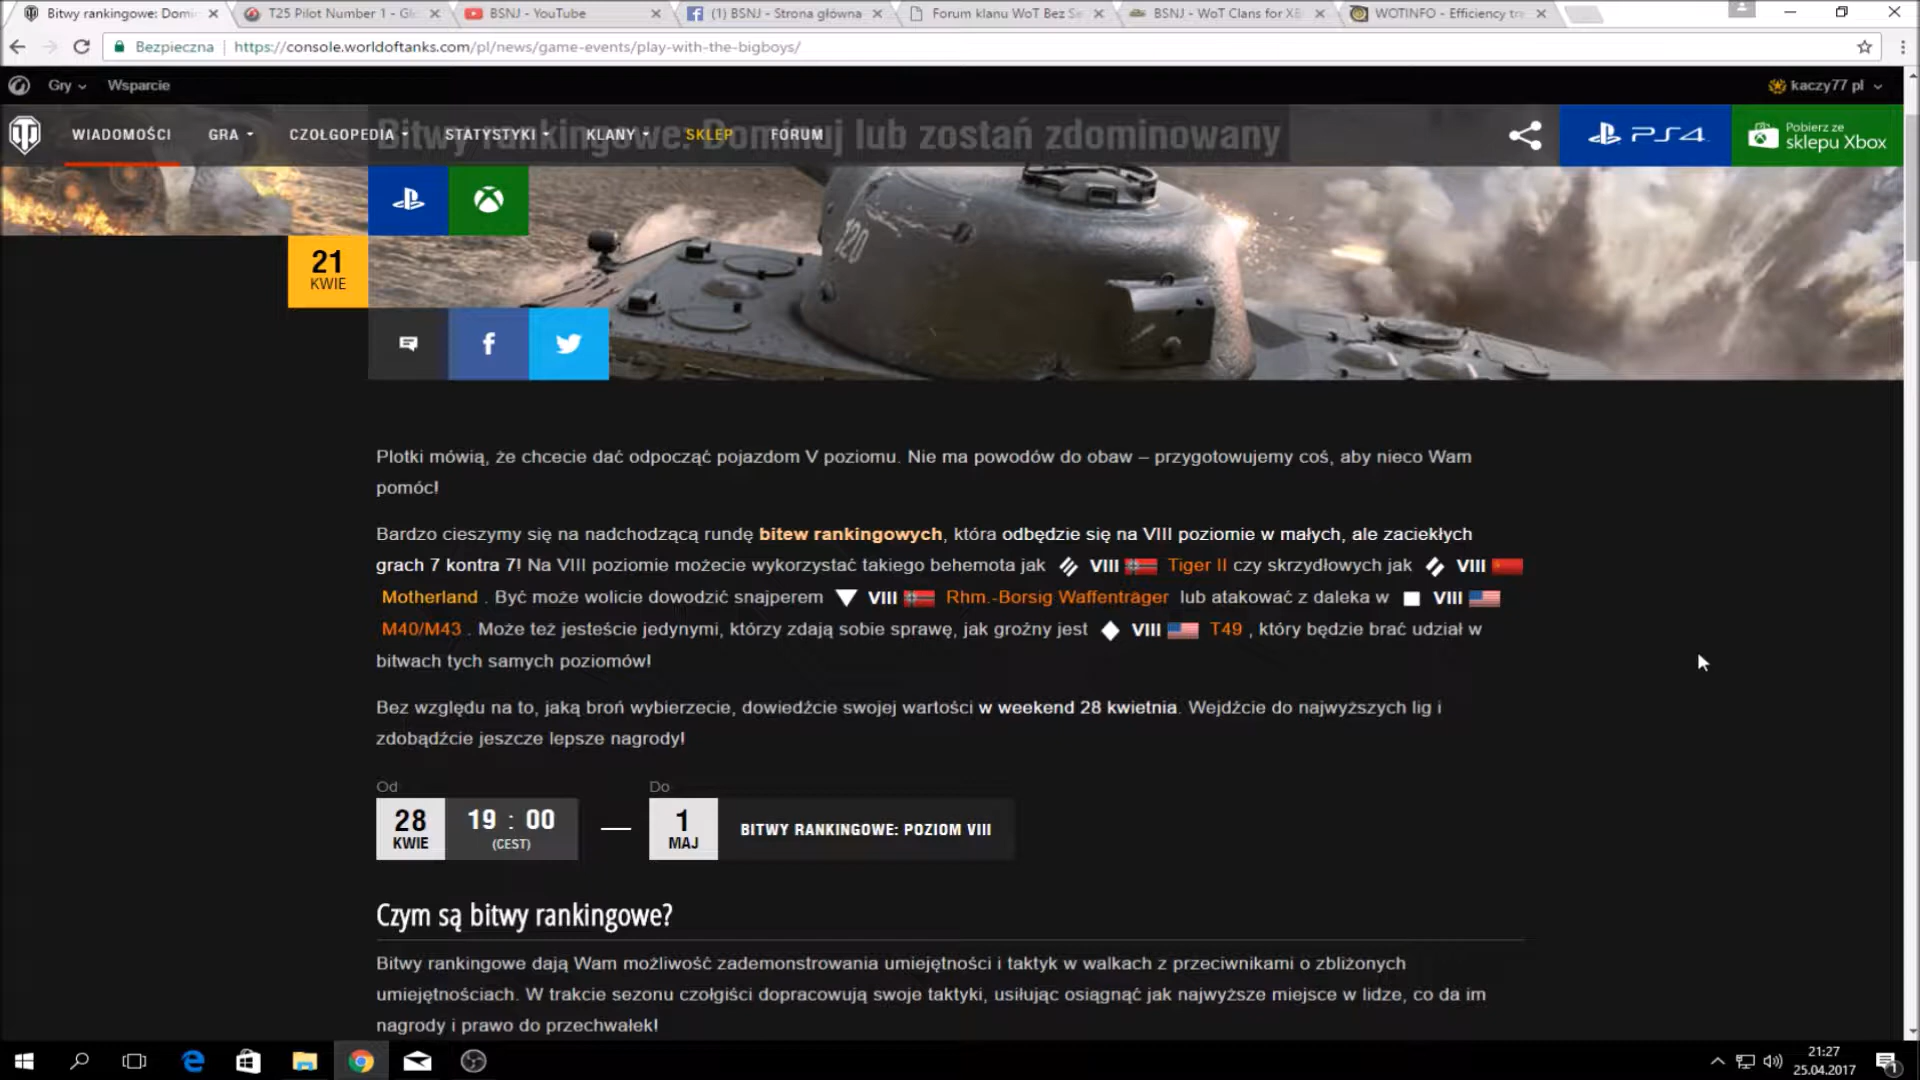 Bitwy rankingowe: Domi
T25 Pilot Number 1 - Gl
BSNJ - YouTube
(1) BSNJ - Strona główna
Forum klanu WoT Bez Se
BSNJ - WoT Clans for XB
WOTINFO - Efficiency tra
Bezpieczna
https://console.worldoftanks.com/pl/news/game-events/play-with-the-bigboys/
Gry
Wsparcie
kaczy77 pl
WIADOMOŚCI
GRA
CZOŁGOPEDIA
STATYSTYKI
KLANY
SKLEP
FORUM
Bitwy rankingowe: Dominuj lub zostań zdominowany
PS4
Pobierz ze
sklepu Xbox
120
21
KWIE
Plotki mówią, że chcecie dać odpocząć pojazdom V poziomu. Nie ma powodów do obaw – przygotowujemy coś, aby nieco Wam
pomóc!
Bardzo cieszymy się na nadchodzącą rundę bitew rankingowych, która odbędzie się na VIII poziomie w małych, ale zaciekłych
grach 7 kontra 7! Na VIII poziomie możecie wykorzystać takiego behemota jak VIII Tiger II czy skrzydłowych jak VIII
Motherland . Być może wolicie dowodzić snajperem VIII Rhm.-Borsig Waffenträger lub atakować z daleka w VIII
M40/M43 . Może też jesteście jedynymi, którzy zdają sobie sprawę, jak groźny jest VIII T49 , który będzie brać udział w
bitwach tych samych poziomów!
Bez względu na to, jaką broń wybierzecie, dowiedźcie swojej wartości w weekend 28 kwietnia. Wejdźcie do najwyższych lig i
zdobądźcie jeszcze lepsze nagrody!
Od
Do
28
KWIE
19 : 00
(CEST)
1
MAJ
BITWY RANKINGOWE: POZIOM VIII
Czym są bitwy rankingowe?
Bitwy rankingowe dają Wam możliwość zademonstrowania umiejętności i taktyk w walkach z przeciwnikami o zbliżonych
umiejętnościach. W trakcie sezonu czołgiści dopracowują swoje taktyki, usiłując osiągnąć jak najwyższe miejsce w lidze, co da im
nagrody i prawo do przechwałek!
21:27
25.04.2017
1